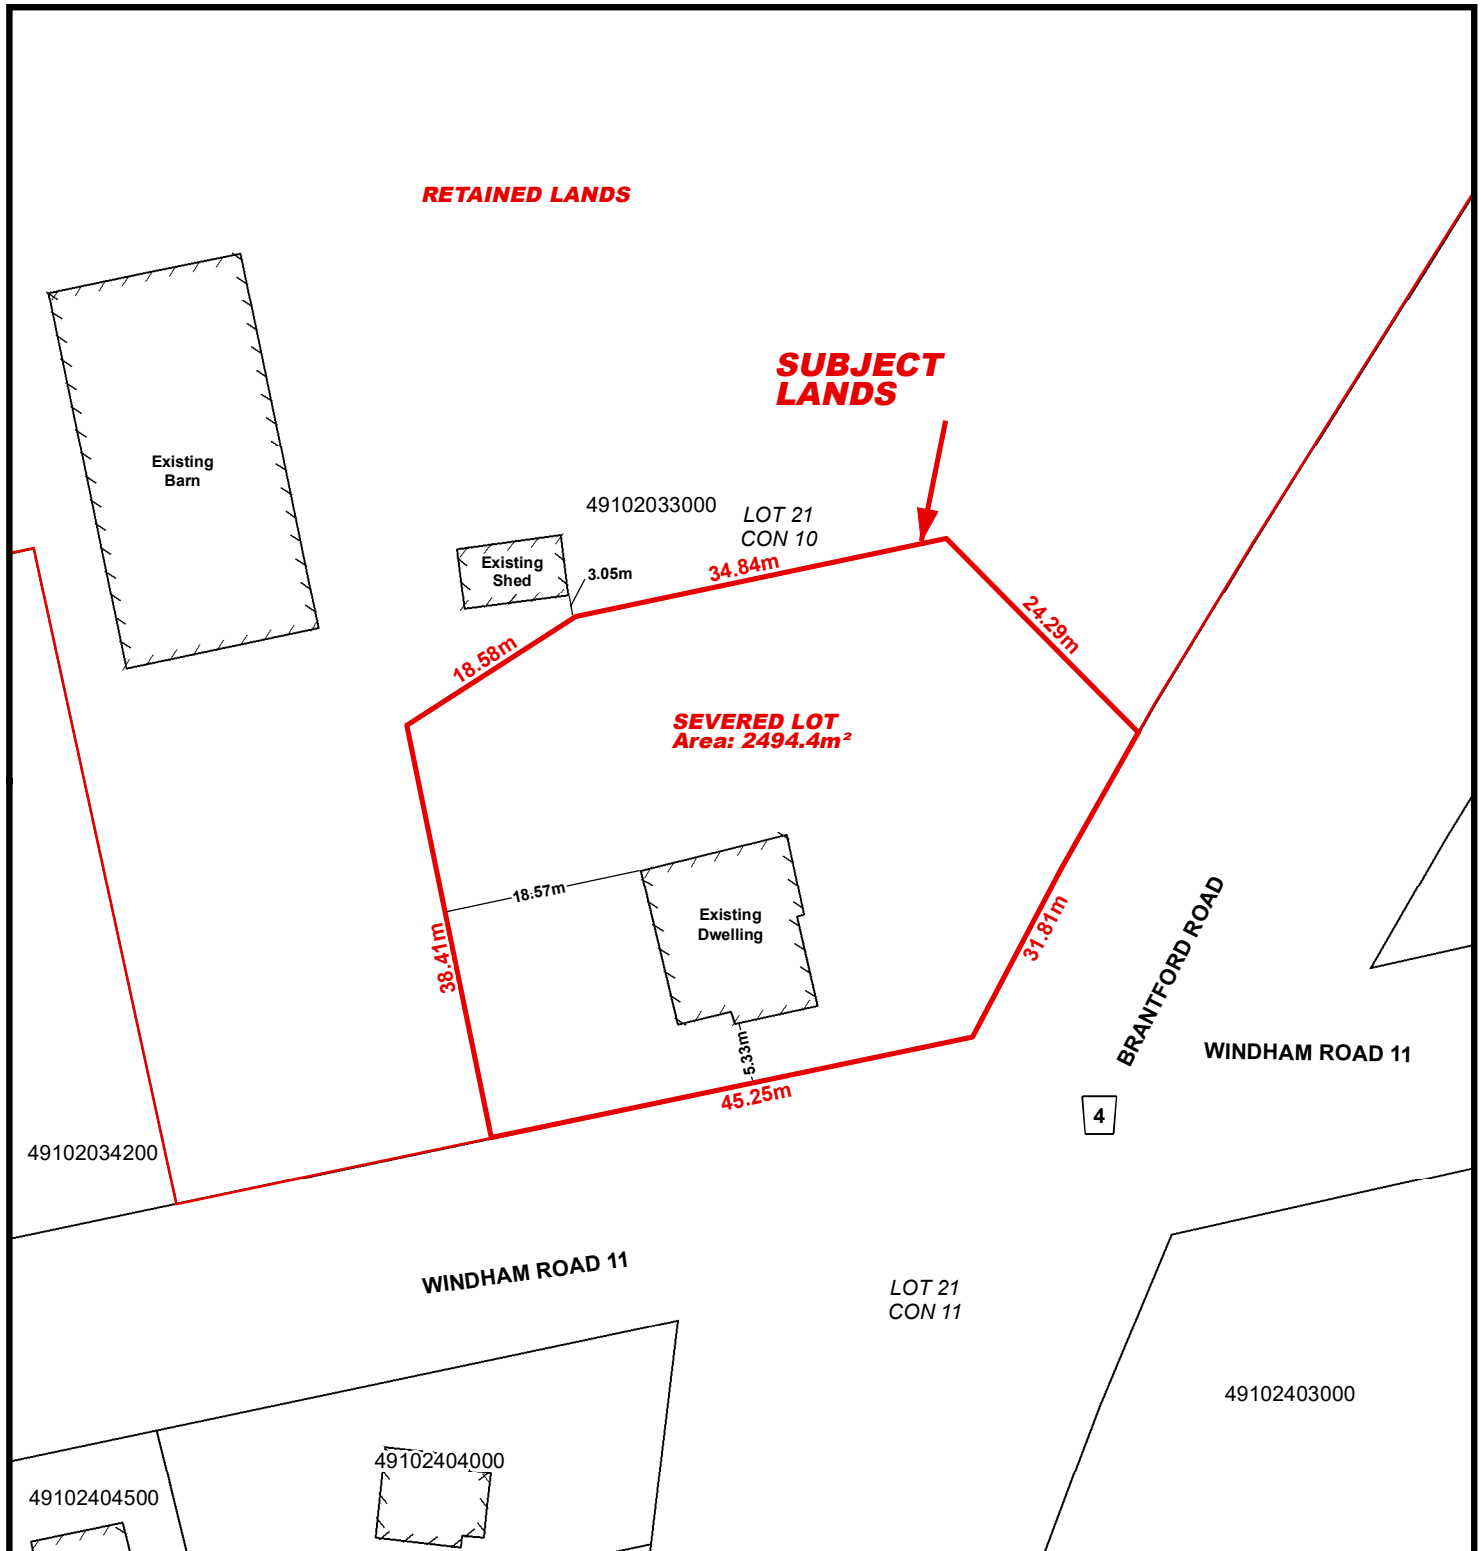 RETAINED LANDS
SUBJECT
LANDS
Existing
Barn
49102033000
LOT 21
CON 10
Existing
Shed
3.05m
34.84m
24.29m
18.58m
SEVERED LOT
Area: 2494.4m²
18.57m
Existing
Dwelling
38.41m
31.81m
5.33m
45.25m
BRANTFORD ROAD
WINDHAM ROAD 11
4
49102034200
WINDHAM ROAD 11
LOT 21
CON 11
49102403000
49102404000
49102404500